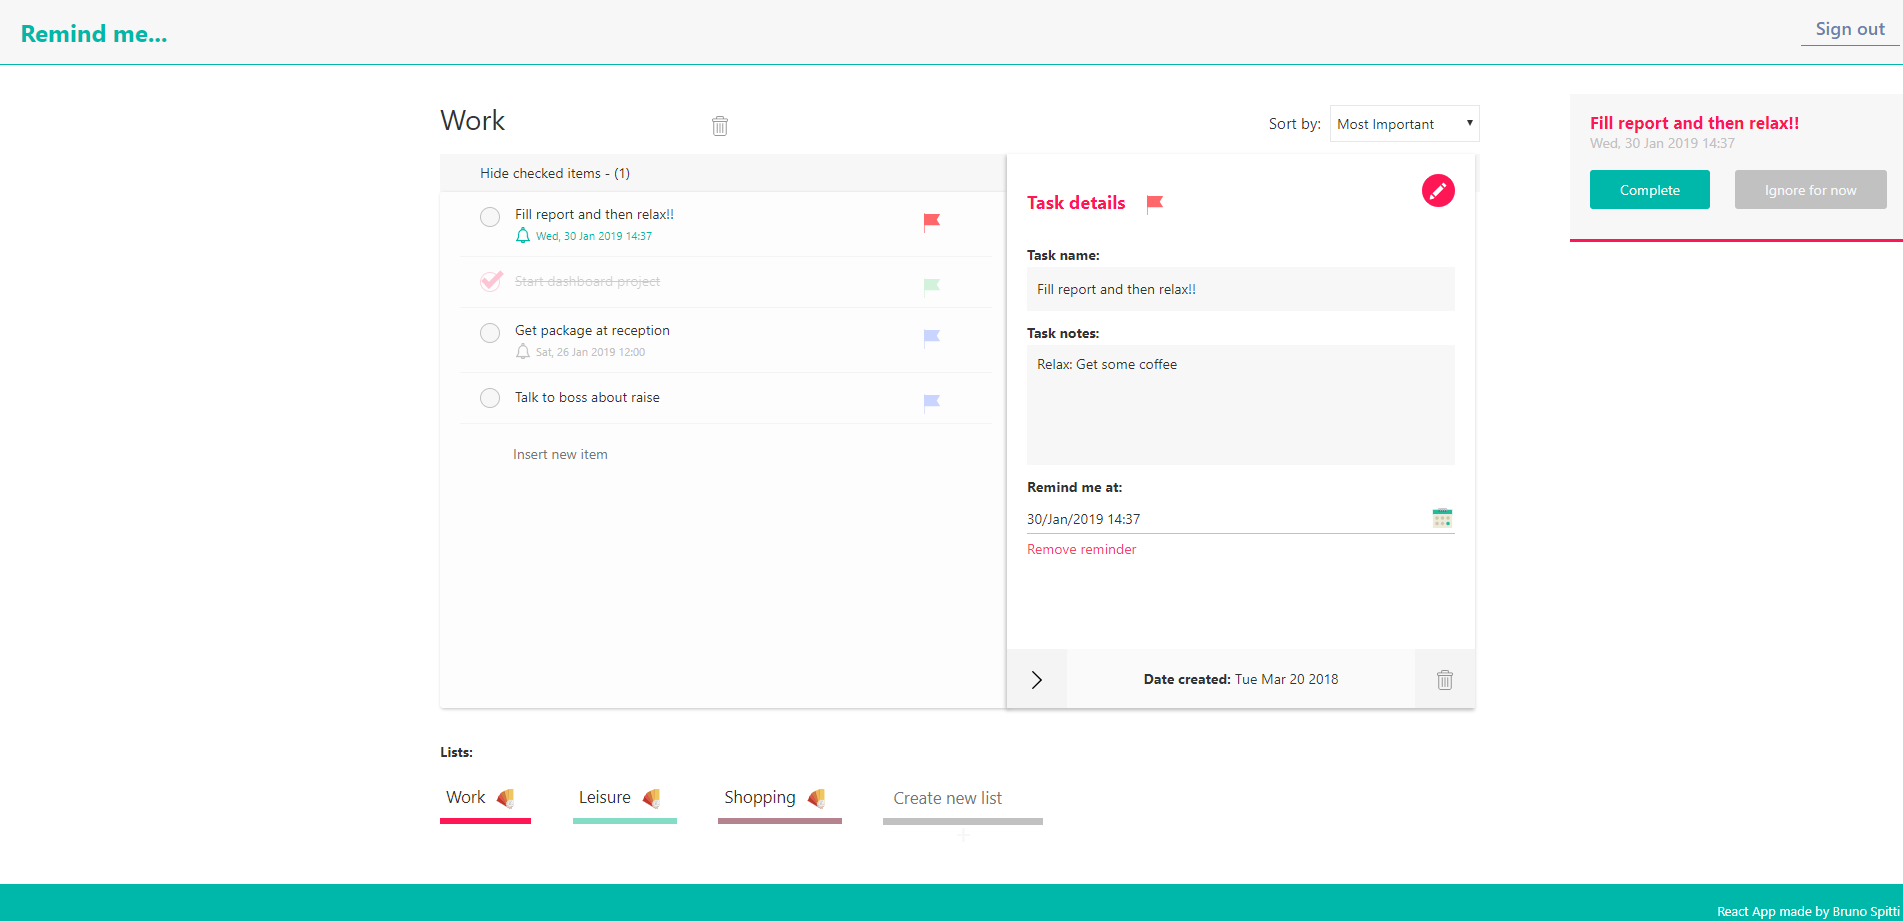 Remind me...
Sign out
Work
Sort by:
Most Important
Hide checked items - (1)
Fill report and then relax!!
Wed, 30 Jan 2019 14:37
Start dashboard project
Get package at reception
Sat, 26 Jan 2019 12:00
Talk to boss about raise
Insert new item
Task details
Task name:
Fill report and then relax!!
Task notes:
Relax: Get some coffee
Remind me at:
30/Jan/2019 14:37
Remove reminder
Date created: Tue Mar 20 2018
Fill report and then relax!!
Wed, 30 Jan 2019 14:37
Complete
Ignore for now
Lists:
Work
Leisure
Shopping
Create new list
+
React App made by Bruno Spitti